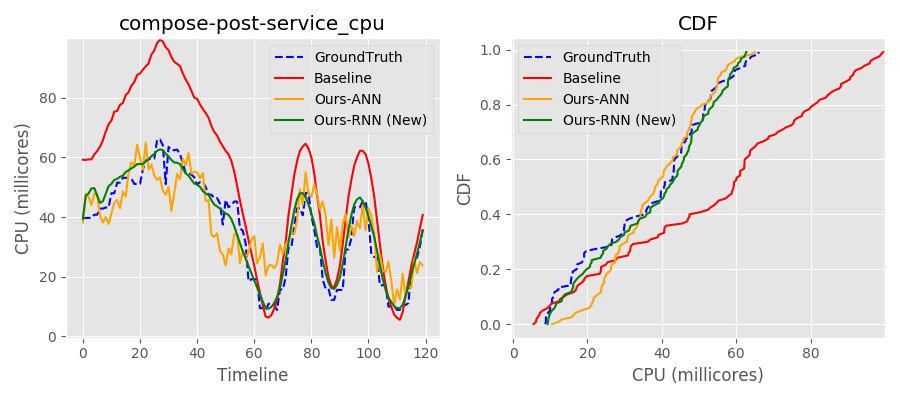 compose-post-service_cpu
CPU (millicores)
80
60
40
20
0
GroundTruth
Baseline
Ours-ANN
Ours-RNN (New)
0 20 40 60 80 100 120
Timeline
CDF
CDF
1.0
0.8
0.6
0.4
0.2
0.0
GroundTruth
Baseline
Ours-ANN
Ours-RNN (New)
0 20 40 60 80
CPU (millicores)